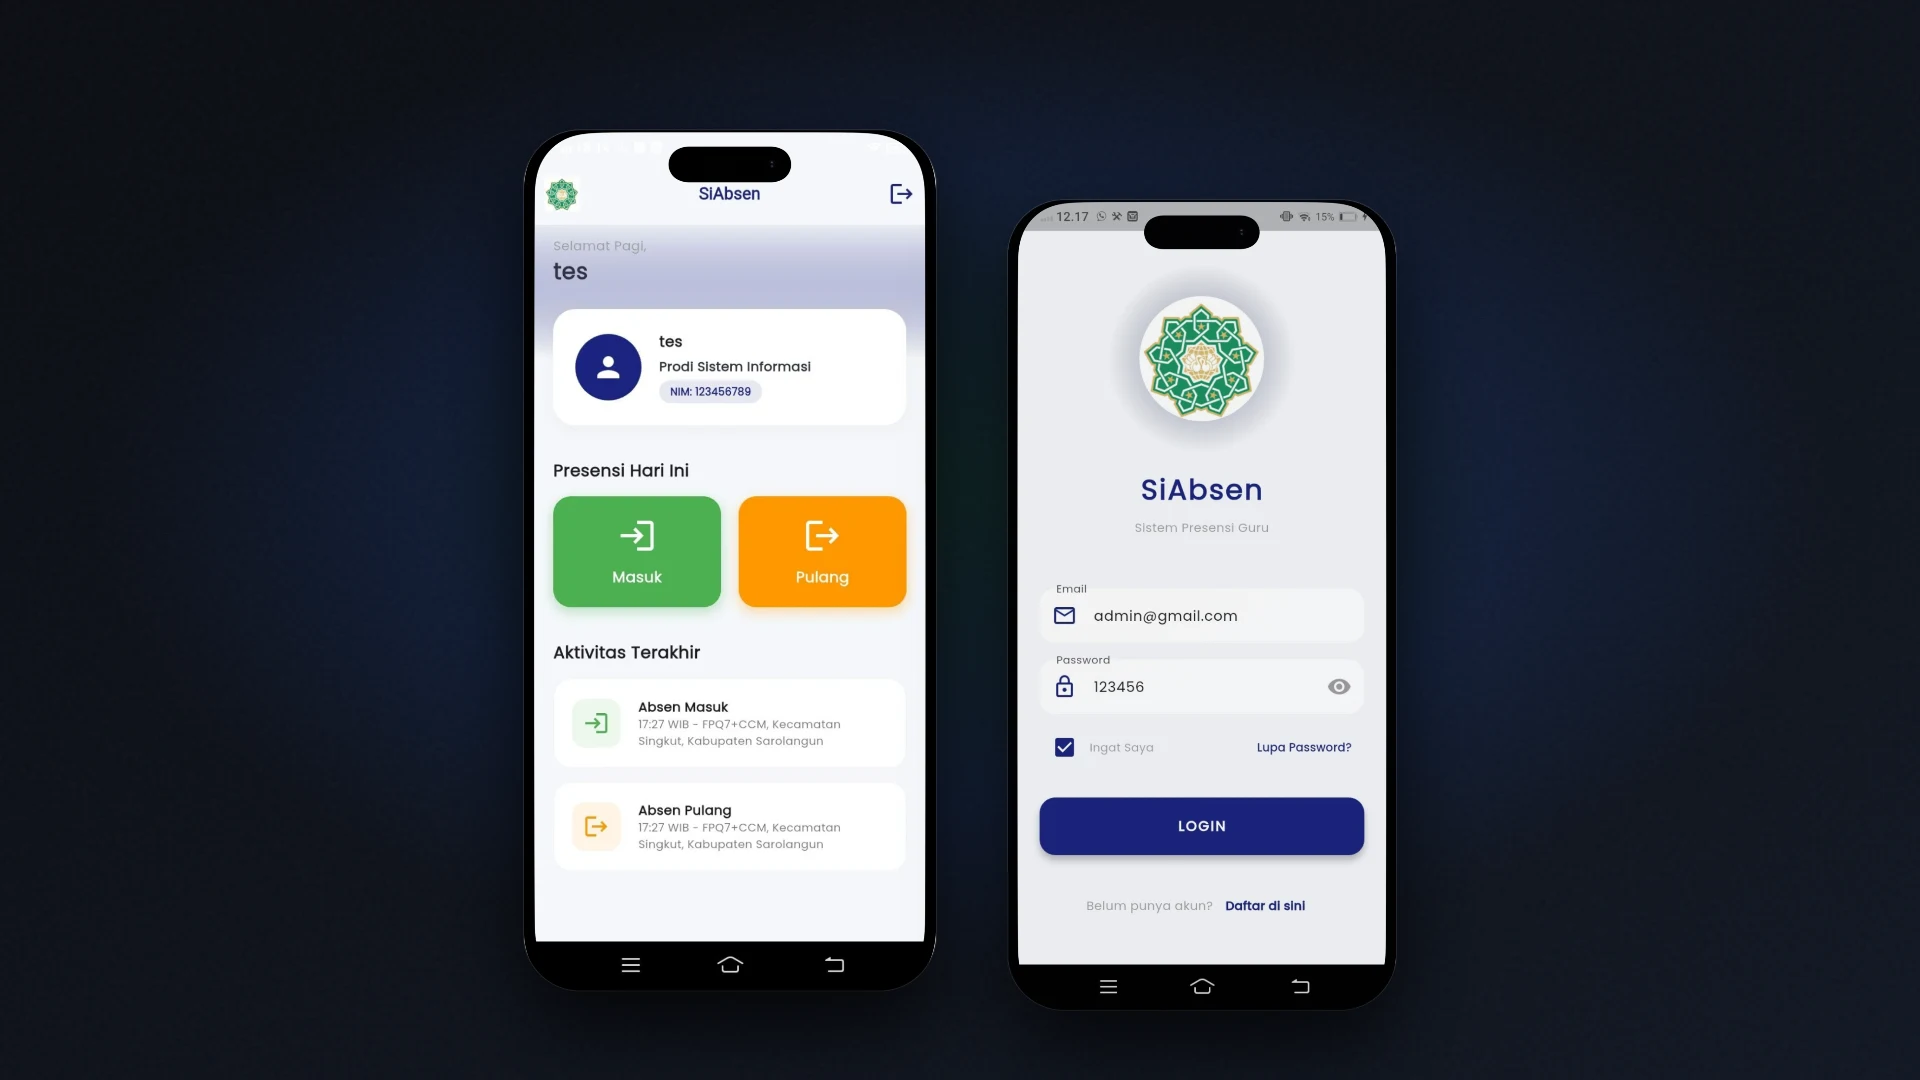 SiAbsen
Selamat Pagi,
tes
tes
Prodi Sistem Informasi
NIM: 123456789
Presensi Hari Ini
Masuk
Pulang
Aktivitas Terakhir
Absen Masuk
17:27 WIB - FPQ7+CCM, Kecamatan
Singkut, Kabupaten Sarolangun
Absen Pulang
17:27 WIB - FPQ7+CCM, Kecamatan
Singkut, Kabupaten Sarolangun
12.17
15%
SiAbsen
Sistem Presensi Guru
Email
admin@gmail.com
Password
123456
Ingat Saya
Lupa Password?
LOGIN
Belum punya akun? Daftar di sini